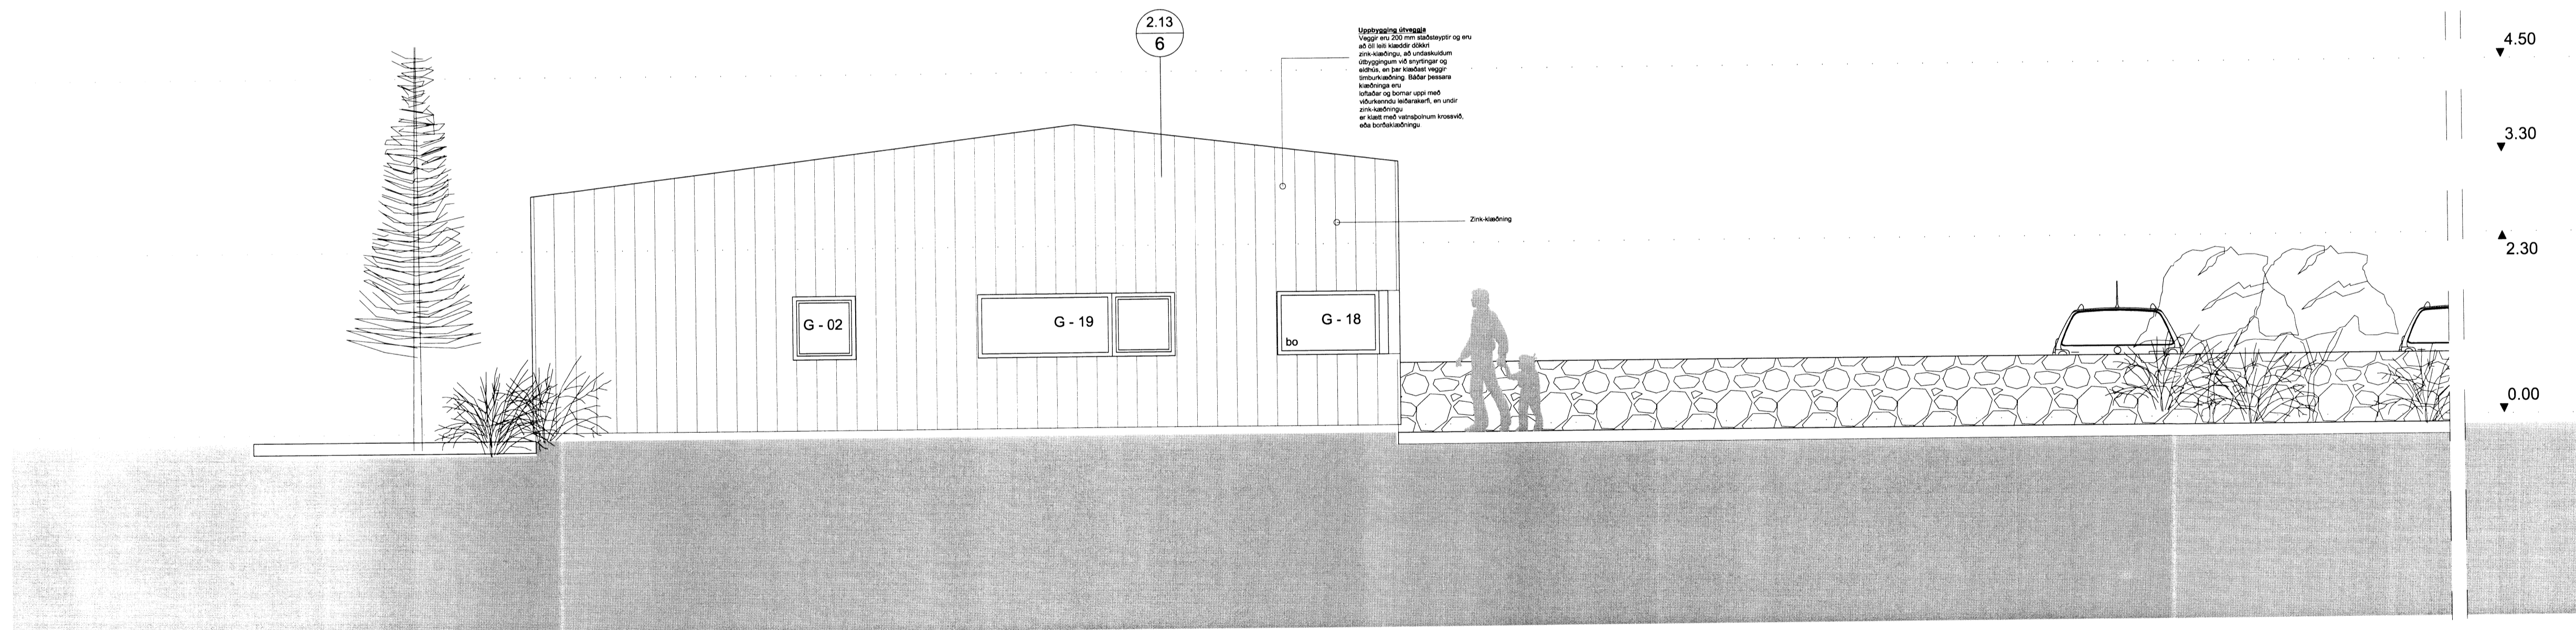 2.13
6
Uppbygging útveggja
Veggir eru 200 mm staðsteyptir og eru
að öll leiti klæddir dökkri
zink-klæðingu, að undaskuldum
útbyggingum við snyrtingar og
eldhús, en þar klæðast veggir
timburklæðning. Báðar þessara
klæðninga eru
loftaðar og bornar uppi með
viðurkenndu leiðarakerfi, en undir
zink-kæðningu
er klætt með vatnsþolnum krossvið,
eða borðaklæðningu
Zink-klæðning
G - 02
G - 19
G - 18
bo
4.50
3.30
2.30
0.00